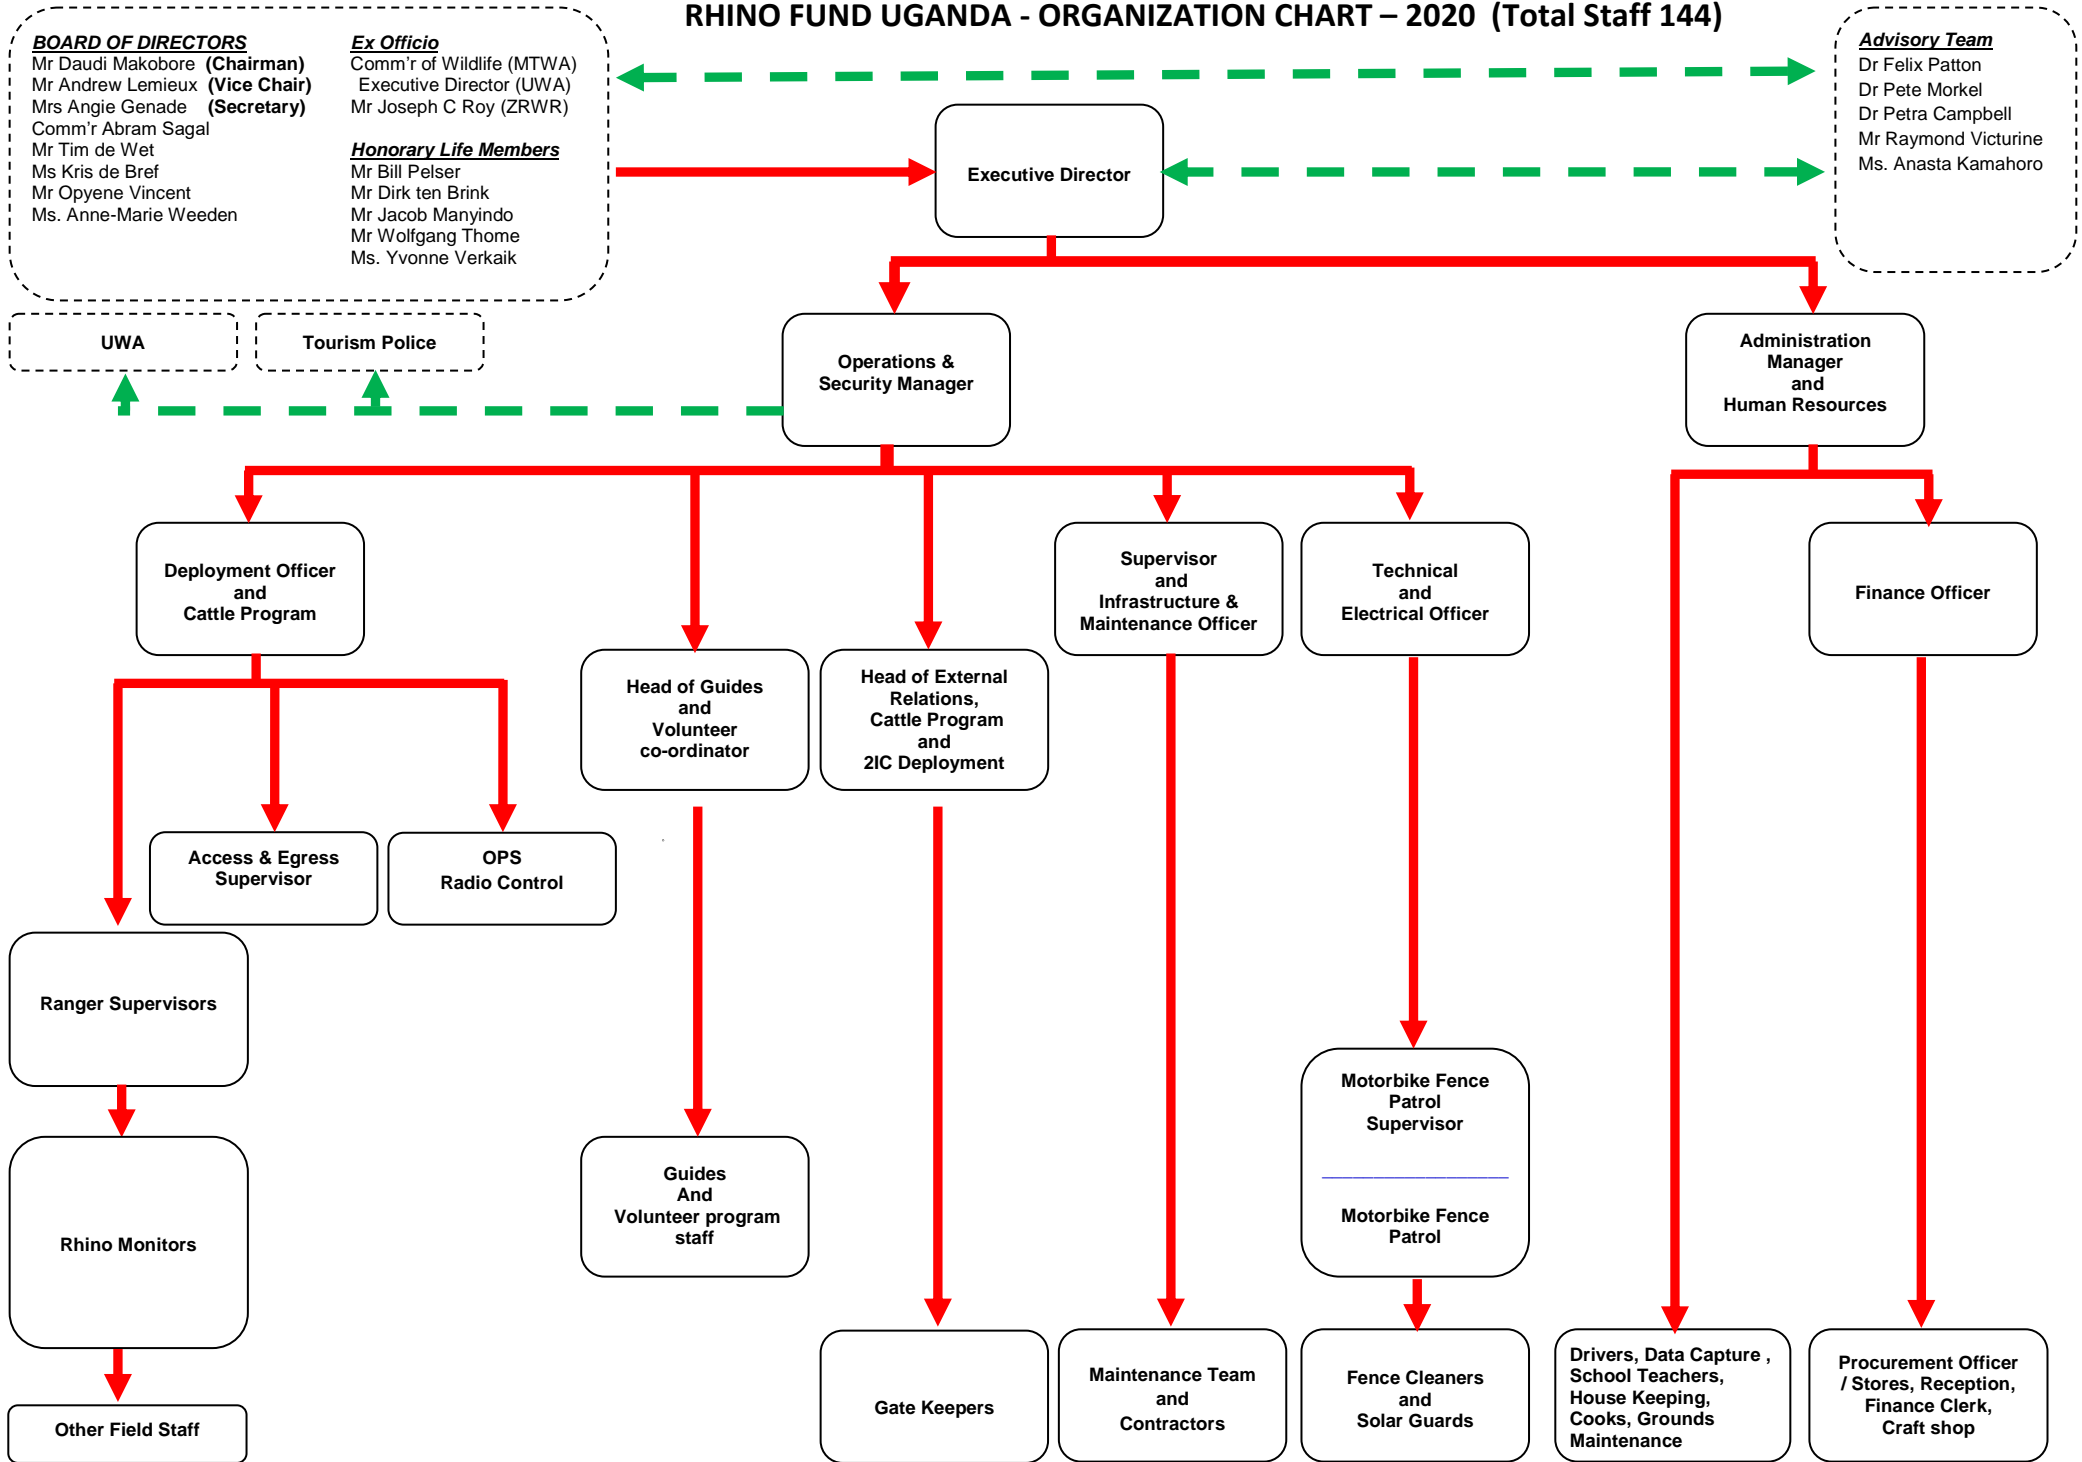 RHINO FUND UGANDA - ORGANIZATION CHART – 2020  (Total Staff 144)
BOARD OF DIRECTORS
Mr Daudi Makobore  (Chairman)
Mr Andrew Lemieux  (Vice Chair)
Mrs Angie Genade  (Secretary)
Comm’r Abram Sagal
Mr Tim de Wet
Ms Kris de Bref
Mr Opyene Vincent
Ms. Anne-Marie Weeden
Ex Officio
Comm’r of Wildlife (MTWA)
Executive Director (UWA)
Mr Joseph C Roy (ZRWR)
Honorary Life Members
Mr Bill Pelser
Mr Dirk ten Brink
Mr Jacob Manyindo
Mr Wolfgang Thome
Ms. Yvonne Verkaik
Advisory Team
Dr Felix Patton
Dr Pete Morkel
Dr Petra Campbell
Mr Raymond Victurine
Ms. Anasta Kamahoro
Executive Director
UWA
Tourism Police
Operations &
Security Manager
Administration
Manager
and
Human Resources
Deployment Officer
and
Cattle Program
Head of Guides
and
Volunteer
co-ordinator
Head of External
Relations,
Cattle Program
and
2IC Deployment
Supervisor
and
Infrastructure &
Maintenance Officer
Technical
and
Electrical Officer
Finance Officer
Access & Egress
Supervisor
OPS
Radio Control
Ranger Supervisors
Rhino Monitors
Other Field Staff
Guides
And
Volunteer program
staff
Gate Keepers
Maintenance Team
and
Contractors
Motorbike Fence
Patrol
Supervisor
Motorbike Fence
Patrol
Fence Cleaners
and
Solar Guards
Drivers, Data Capture ,
School Teachers,
House Keeping,
Cooks, Grounds
Maintenance
Procurement Officer
/ Stores, Reception,
Finance Clerk,
Craft shop